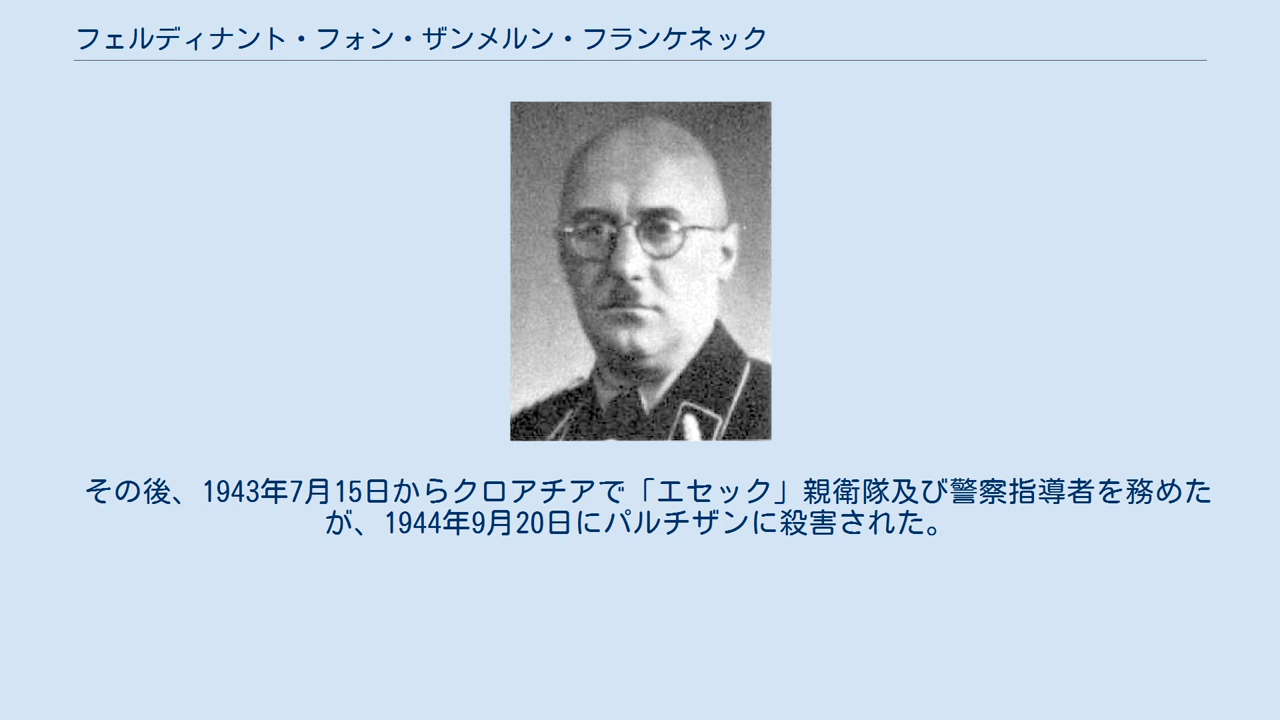 フェルディナント・フォン・ザンメルン・フランケネック
その後、1943年7月15日からクロアチアで「エセック」親衛隊及び警察指導者を務めた
が、1944年9月20日にパルチザンに殺害された。